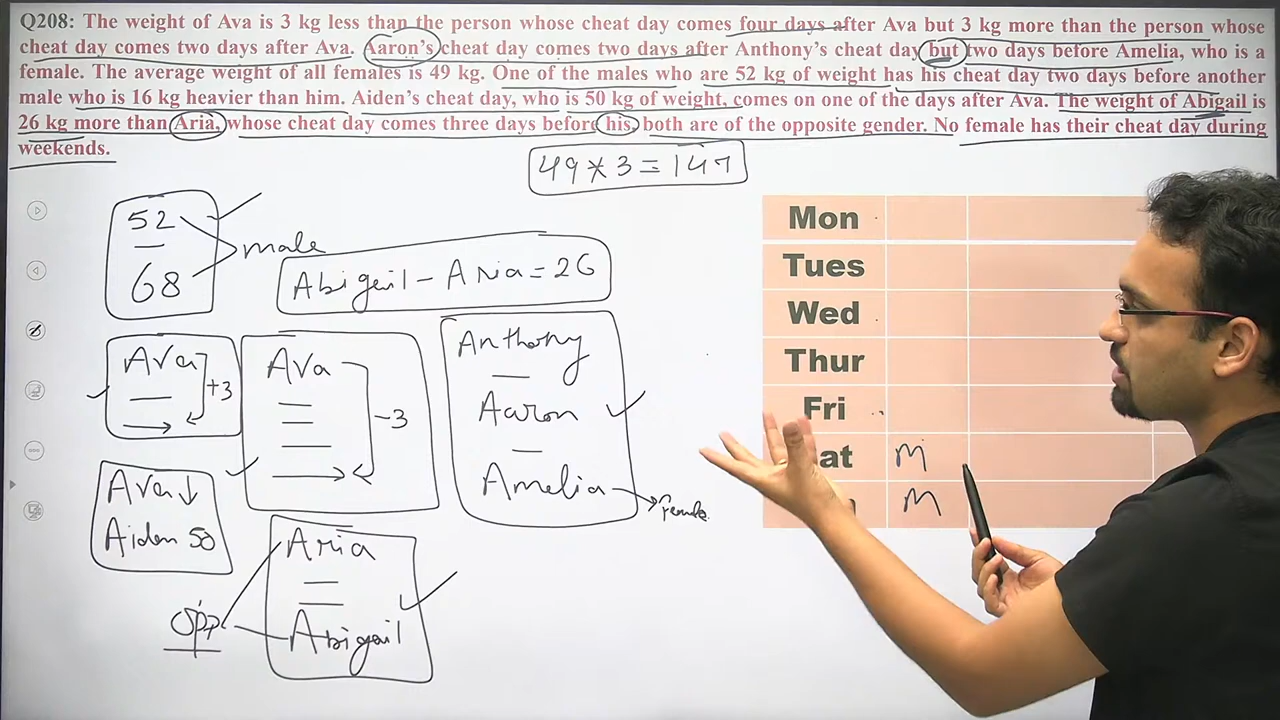 Q208: The weight of Ava is 3 kg less than the person whose cheat day comes four days after Ava but 3 kg more than the person whose
cheat day comes two days after Ava. Aaron's cheat day comes two days after Anthony's cheat day but two days before Amelia, who is a
female. The average weight of all females is 49 kg. One of the males who are 52 kg of weight has his cheat day two days before another
male who is 16 kg heavier than him. Aiden's cheat day, who is 50 kg of weight, comes on one of the days after Ava. The weight of Abigail is
26 kg more than Aria, whose cheat day comes three days before his, both are of the opposite gender. No female has their cheat day during
weekends.
49*3=147
52
68
male
Abigail-Aria=26
Ava
+3
Ava
-3
Anthony
Aaron
Amelia
female
Ava↓
Aiden 50
Aria
Abigail
opp
Mon
Tues
Wed
Thur
Fri
at M
M